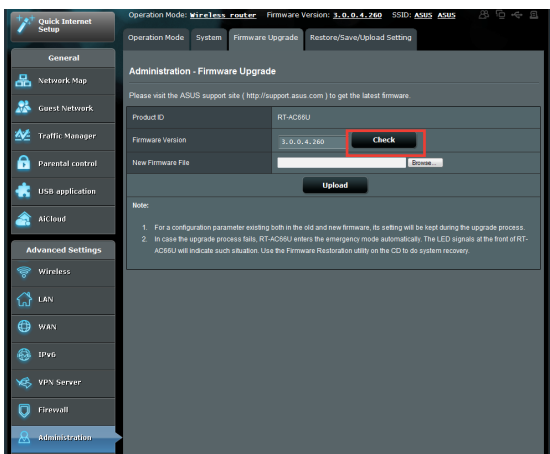 Quick Internet
Setup
Operation Mode: Wireless router Firmware Version: 3.0.0.4.260 SSID: ASUS ASUS
Operation Mode System Firmware Upgrade Restore/Save/Upload Setting
General
Network Map
Guest Network
Traffic Manager
Parental control
USB application
AiCloud
Advanced Settings
Wireless
LAN
WAN
IPv6
VPN Server
Firewall
Administration
Administration - Firmware Upgrade
Please visit the ASUS support site ( http://support.asus.com ) to get the latest firmware.
Product ID RT-AC66U
Firmware Version 3.0.0.4.260 Check
New Firmware File Browse...
Upload
Note:
1. For a configuration parameter existing both in the old and new firmware, its setting will be kept during the upgrade process.
2. In case the upgrade process fails, RT-AC66U enters the emergency mode automatically. The LED signals at the front of RT-
AC66U will indicate such situation. Use the Firmware Restoration utility on the CD to do system recovery.